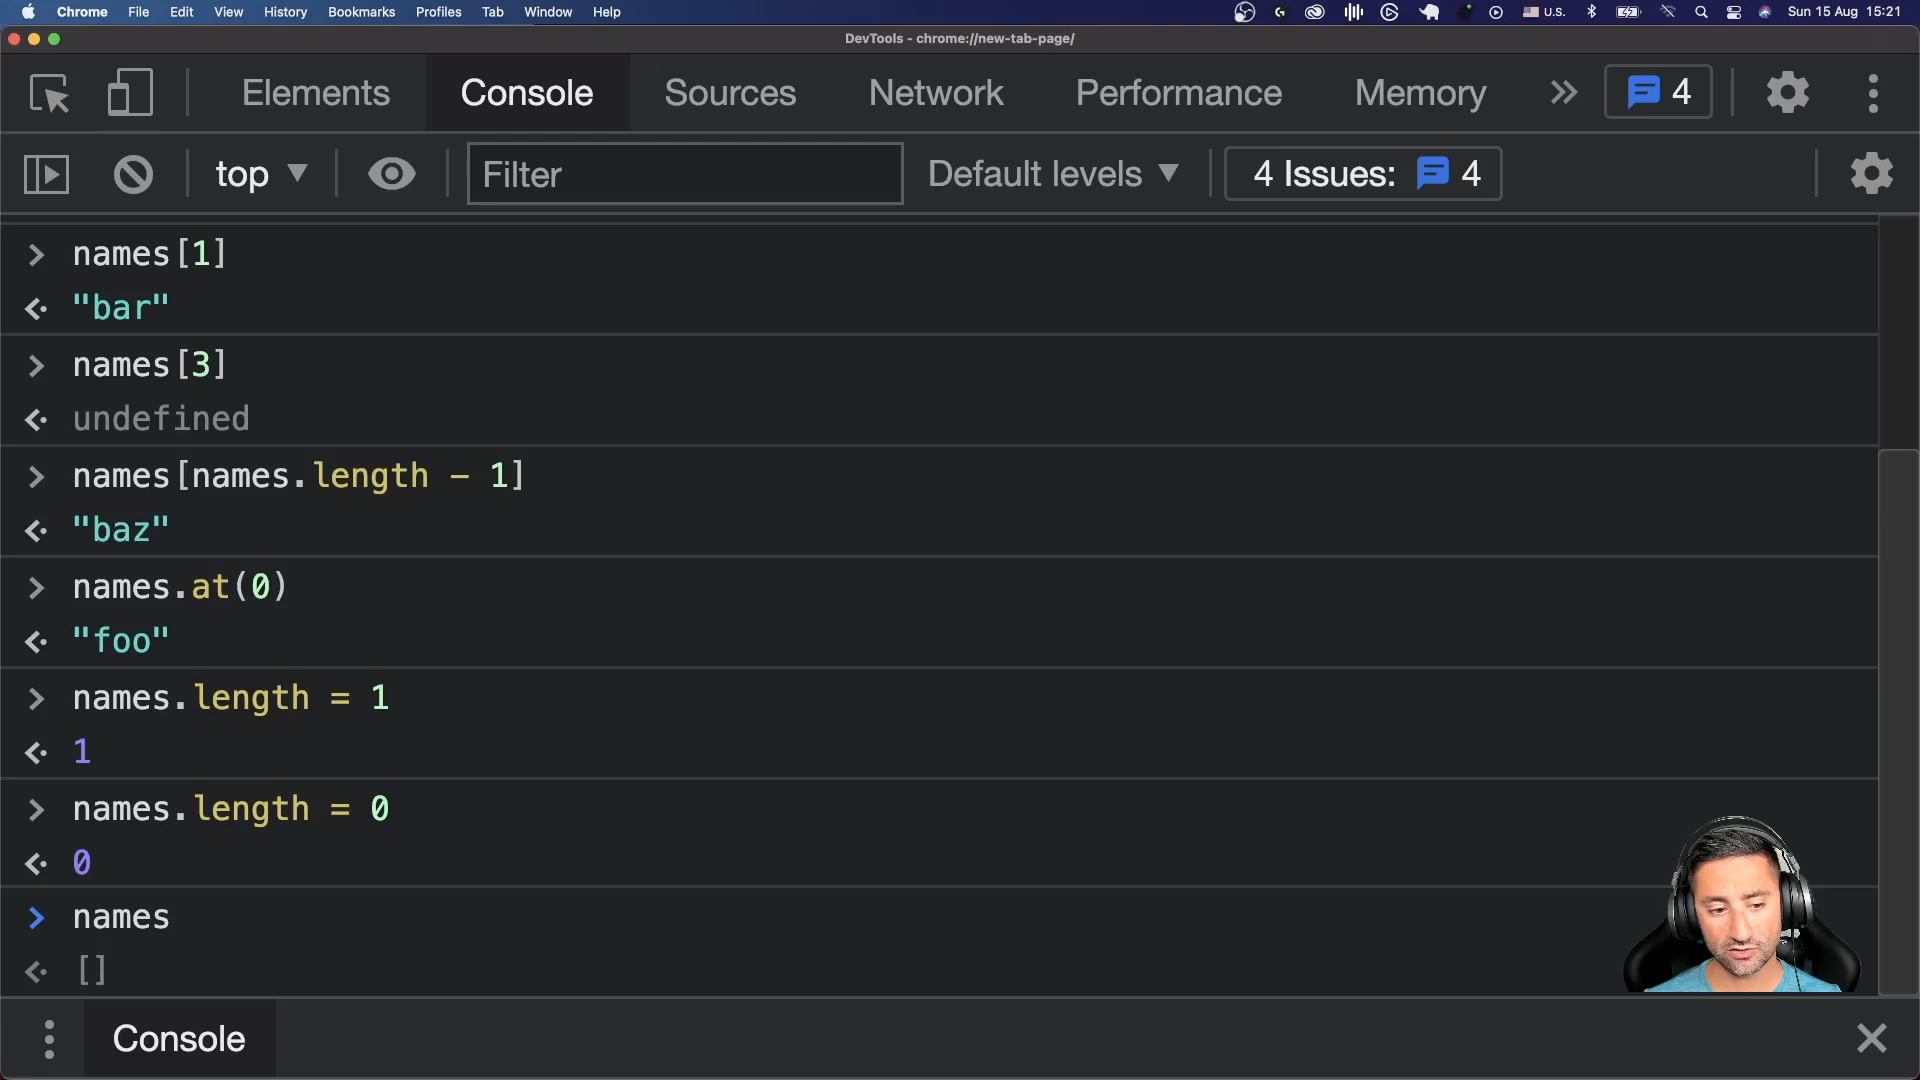 Chrome File Edit View History Bookmarks Profiles Tab Window Help U.S. Sun 15 Aug 15:21
DevTools - chrome://new-tab-page/
Elements Console Sources Network Performance Memory 4
top Filter Default levels 4 Issues: 4
> names[1]
"bar"
> names[3]
undefined
> names[names.length - 1]
"baz"
> names.at(0)
"foo"
> names.length = 1
1
> names.length = 0
0
> names
[]
Console